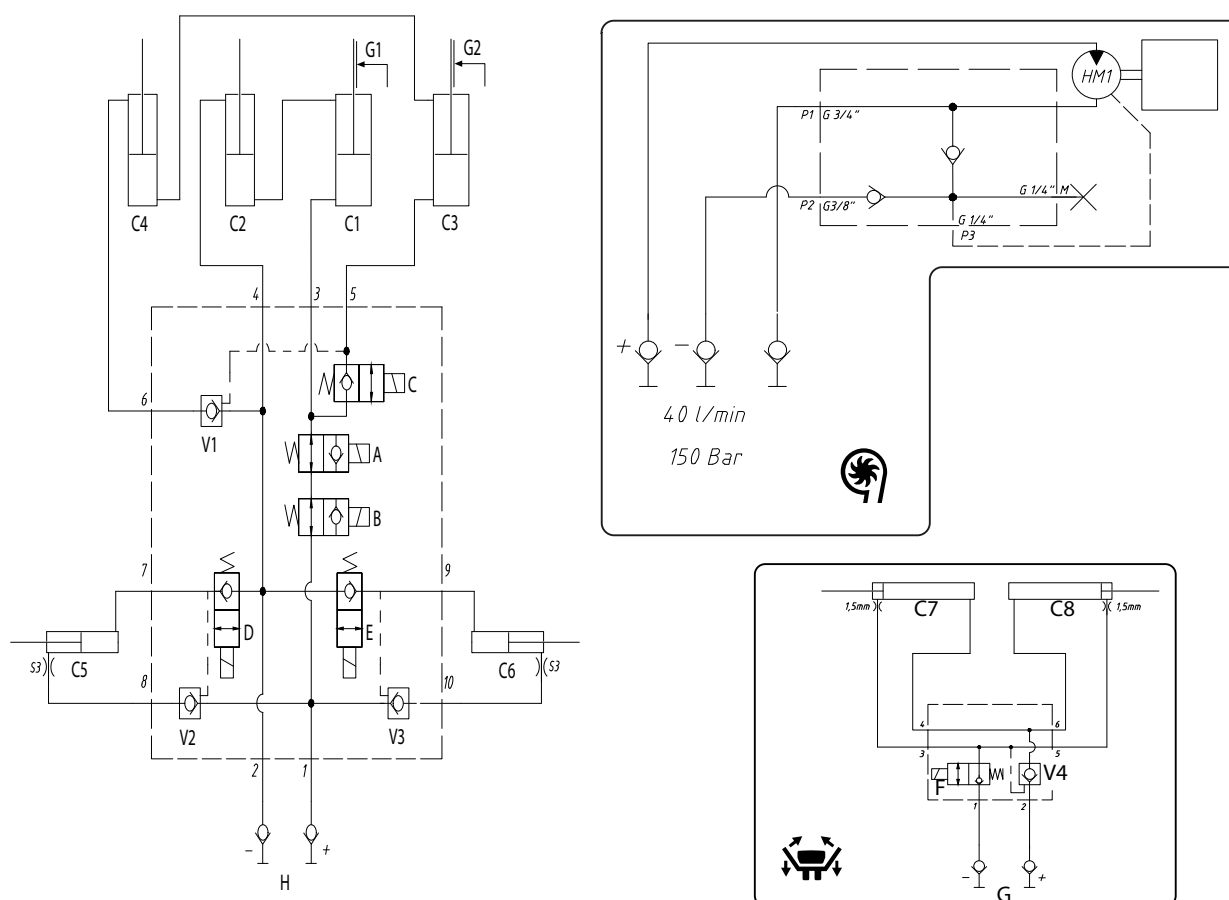 G1
G2
C4
C2
C1
C3
4
3
5
C
6
V1
A
B
7
9
D
E
S3
C5
C6
S3
8
10
V2
V3
2
1
-
+
H
HM1
P1
G 3/4"
P2
G3/8"
G 1/4"
M
G 1/4"
P3
+
-
40 l/min
150 Bar
1,5mm
C7
C8
1,5mm
4
6
3
5
F
V4
1
2
-
+
G